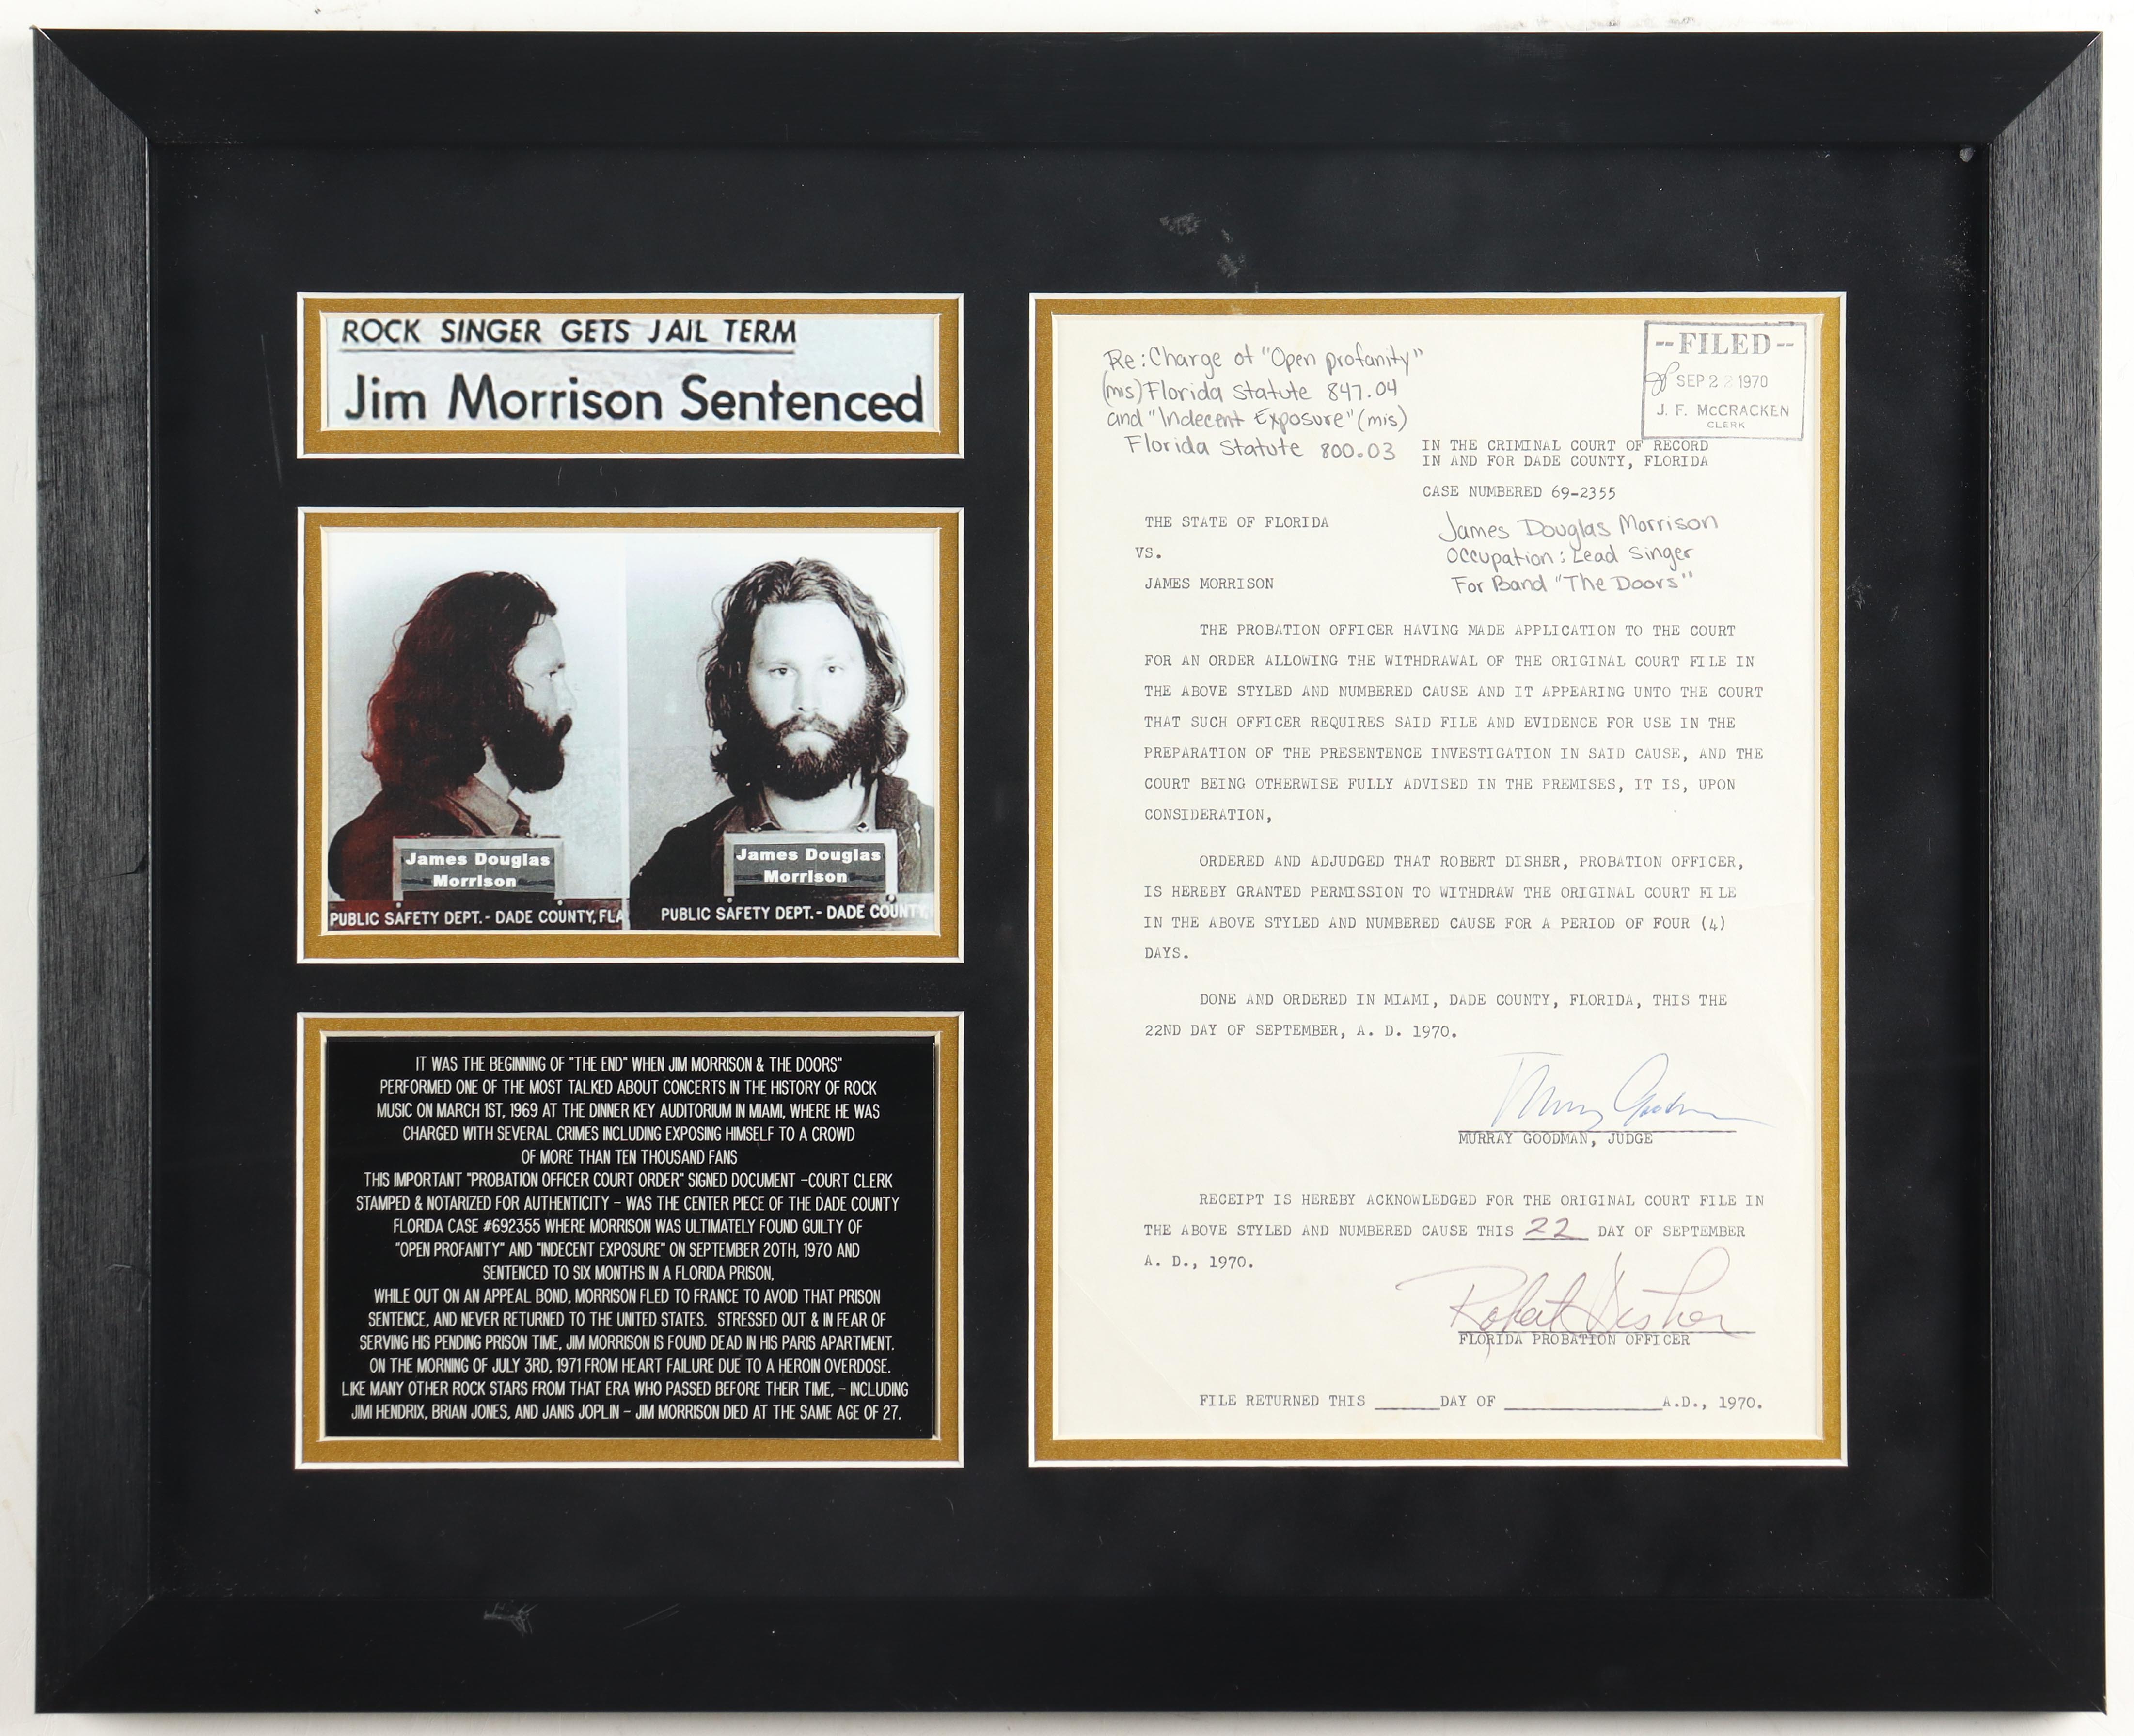 ROCK SINGER GETS JAIL TERM
Jim Morrison Sentenced
James Douglas
Morrison
PUBLIC SAFETY DEPT.- DADE COUNTY, FLA
James Douglas
Morrison
PUBLIC SAFETY DEPT.- DADE COUNTY,
IT WAS THE BEGINNING OF "THE END" WHEN JIM MORRISON & THE DOORS"
PERFORMED ONE OF THE MOST TALKED ABOUT CONCERTS IN THE HISTORY OF ROCK
MUSIC ON MARCH 1ST, 1969 AT THE DINNER KEY AUDITORIUM IN MIAMI, WHERE HE WAS
CHARGED WITH SEVERAL CRIMES INCLUDING EXPOSING HIMSELF TO A CROWD
OF MORE THAN TEN THOUSAND FANS
THIS IMPORTANT "PROBATION OFFICER COURT ORDER" SIGNED DOCUMENT -COURT CLERK
STAMPED & NOTARIZED FOR AUTHENTICITY - WAS THE CENTER PIECE OF THE DADE COUNTY
FLORIDA CASE #692355 WHERE MORRISON WAS ULTIMATELY FOUND GUILTY OF
"OPEN PROFANITY" AND "INDECENT EXPOSURE" ON SEPTEMBER 20TH, 1970 AND
SENTENCED TO SIX MONTHS IN A FLORIDA PRISON,
WHILE OUT ON AN APPEAL BOND, MORRISON FLED TO FRANCE TO AVOID THAT PRISON
SENTENCE, AND NEVER RETURNED TO THE UNITED STATES. STRESSED OUT & IN FEAR OF
SERVING HIS PENDING PRISON TIME, JIM MORRISON IS FOUND DEAD IN HIS PARIS APARTMENT.
ON THE MORNING OF JULY 3RD, 1971 FROM HEART FAILURE DUE TO A HEROIN OVERDOSE.
LIKE MANY OTHER ROCK STARS FROM THAT ERA WHO PASSED BEFORE THEIR TIME, - INCLUDING
JIMI HENDRIX, BRIAN JONES, AND JANIS JOPLIN - JIM MORRISON DIED AT THE SAME AGE OF 27.
Re: Charge of "Open profanity"
(mis) Florida Statute 847.04
and "Indecent Exposure" (mis)
Florida Statute 800.03
--FILED--
SEP 22 1970
J. F. McCRACKEN
CLERK
IN THE CRIMINAL COURT OF RECORD
IN AND FOR DADE COUNTY, FLORIDA
CASE NUMBERED 69-2355
THE STATE OF FLORIDA
VS.
JAMES MORRISON
James Douglas Morrison
Occupation: Lead Singer
For Band "The Doors"
THE PROBATION OFFICER HAVING MADE APPLICATION TO THE COURT
FOR AN ORDER ALLOWING THE WITHDRAWAL OF THE ORIGINAL COURT FILE IN
THE ABOVE STYLED AND NUMBERED CAUSE AND IT APPEARING UNTO THE COURT
THAT SUCH OFFICER REQUIRES SAID FILE AND EVIDENCE FOR USE IN THE
PREPARATION OF THE PRESENTENCE INVESTIGATION IN SAID CAUSE, AND THE
COURT BEING OTHERWISE FULLY ADVISED IN THE PREMISES, IT IS, UPON
CONSIDERATION,
ORDERED AND ADJUDGED THAT ROBERT DISHER, PROBATION OFFICER,
IS HEREBY GRANTED PERMISSION TO WITHDRAW THE ORIGINAL COURT FILE
IN THE ABOVE STYLED AND NUMBERED CAUSE FOR A PERIOD OF FOUR (4)
DAYS.
DONE AND ORDERED IN MIAMI, DADE COUNTY, FLORIDA, THIS THE
22ND DAY OF SEPTEMBER, A. D. 1970.
Murray Goodman
MURRAY GOODMAN, JUDGE
RECEIPT IS HEREBY ACKNOWLEDGED FOR THE ORIGINAL COURT FILE IN
THE ABOVE STYLED AND NUMBERED CAUSE THIS 22 DAY OF SEPTEMBER
A. D., 1970.
Robert Disher
FLORIDA PROBATION OFFICER
FILE RETURNED THIS ______DAY OF ______________A.D., 1970.